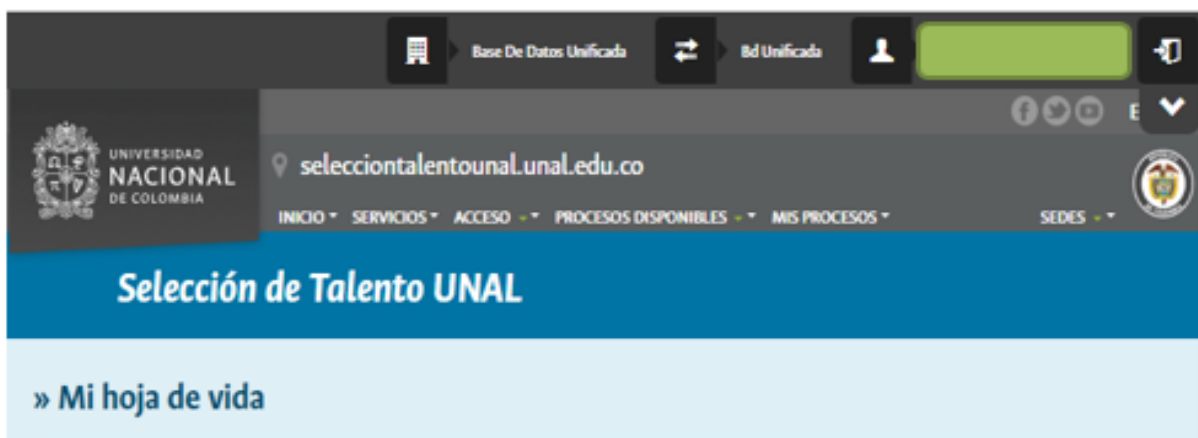 Base De Datos Unificada
Bd Unificada
UNIVERSIDAD
NACIONAL
DE COLOMBIA
selecciontalentounal.unal.edu.co
INICIO SERVICIOS ACCESO PROCESOS DISPONIBLES MIS PROCESOS SEDES
Selección de Talento UNAL
» Mi hoja de vida